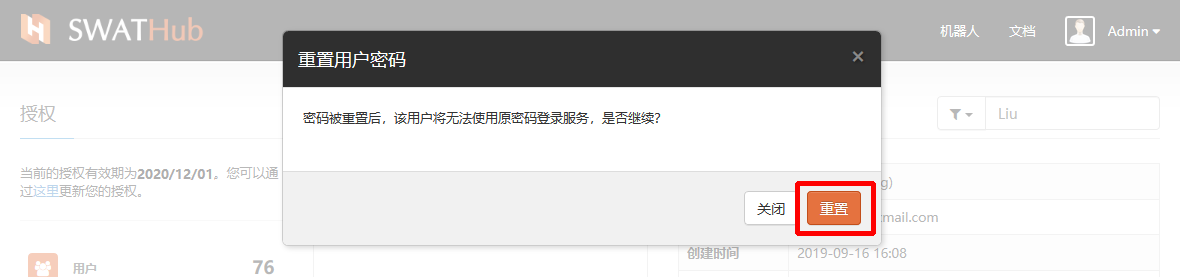 SWATHub
机器人
文档
Admin
重置用户密码
×
密码被重置后，该用户将无法使用原密码登录服务，是否继续？
关闭
重置
授权
当前的授权有效期为2020/12/01。您可以通
过这里更新您的授权。
用户
76
Liu
g)
mail.com
创建时间
2019-09-16 16:08